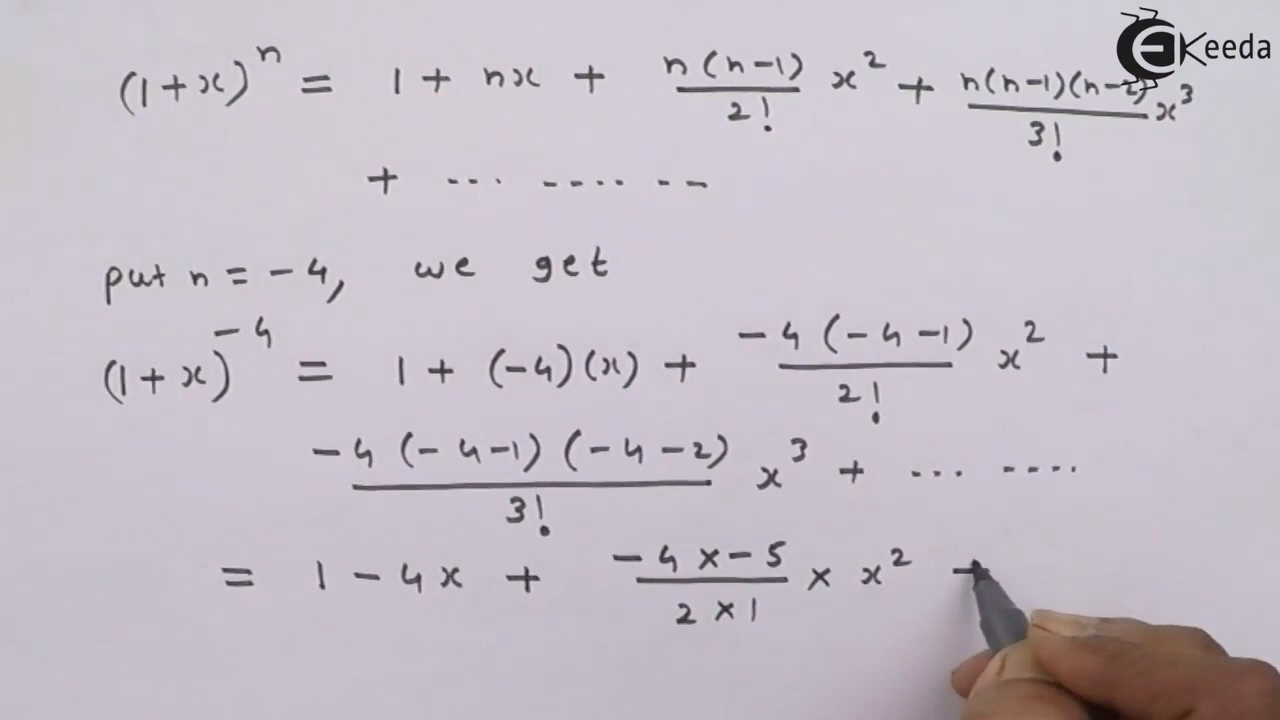 EKeeda
(1+x)^n = 1 + nx + n(n-1)/2! x^2 + n(n-1)(n-2)/3! x^3
+ ... .... --
put n = -4, we get
(1+x)^-4 = 1 + (-4)(x) + -4(-4-1)/2! x^2 +
-4(-4-1)(-4-2)/3! x^3 + ... ....
= 1 - 4x + -4×-5/2×1 × x^2 +